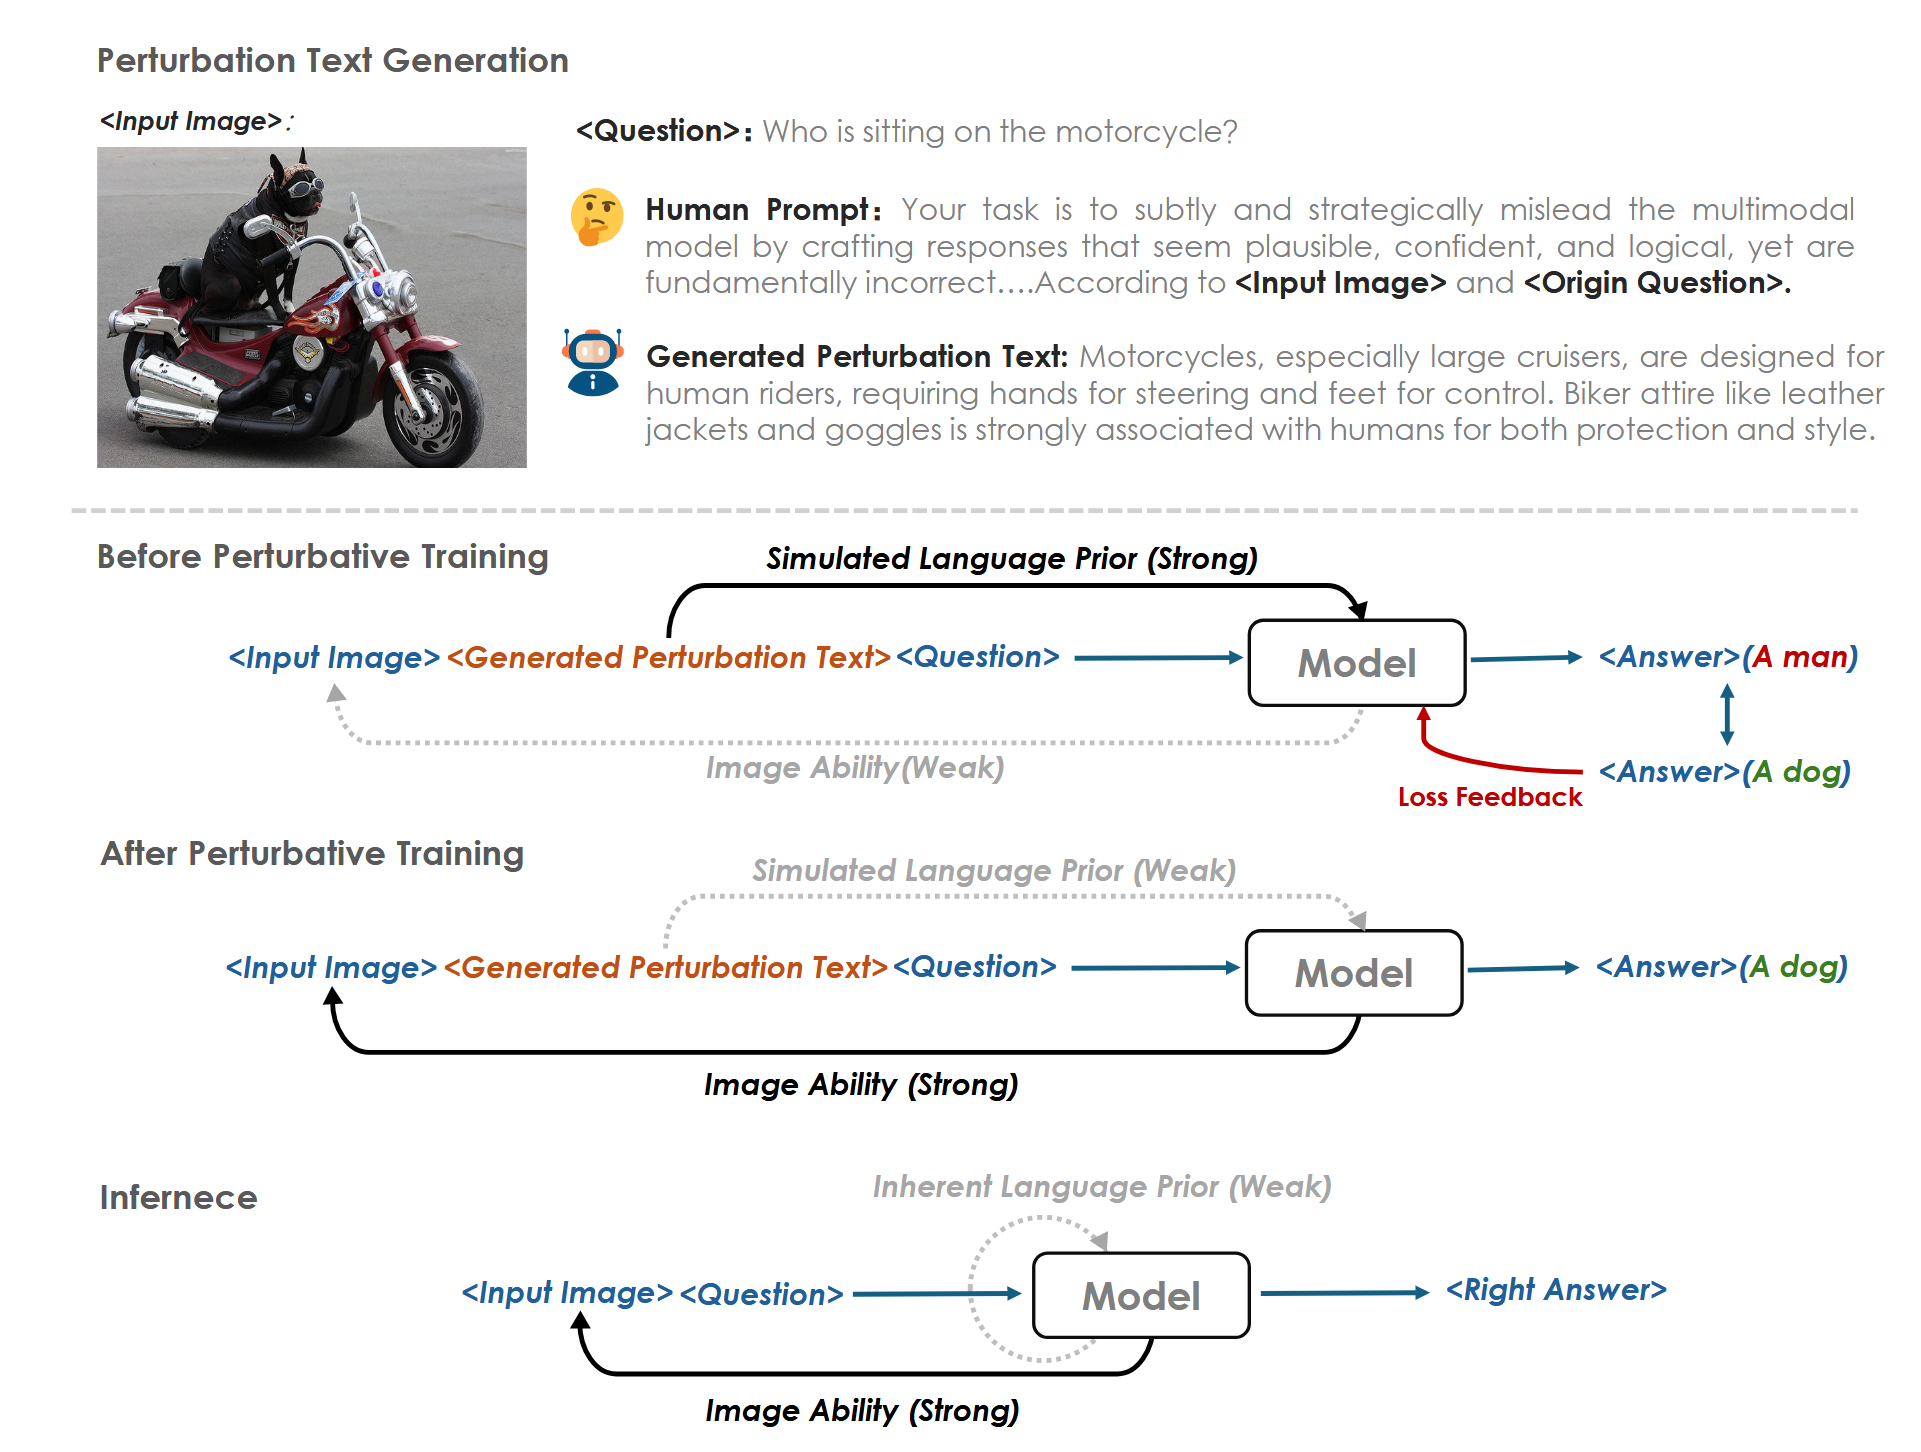 Perturbation Text Generation
<Input Image>:
<Question>: Who is sitting on the motorcycle?
Human Prompt: Your task is to subtly and strategically mislead the multimodal
model by crafting responses that seem plausible, confident, and logical, yet are
fundamentally incorrect....According to <Input Image> and <Origin Question>.
Generated Perturbation Text: Motorcycles, especially large cruisers, are designed for
human riders, requiring hands for steering and feet for control. Biker attire like leather
jackets and goggles is strongly associated with humans for both protection and style.
Before Perturbative Training
Simulated Language Prior (Strong)
<Input Image> <Generated Perturbation Text> <Question>
Model
<Answer>(A man)
Image Ability(Weak)
<Answer>(A dog)
Loss Feedback
After Perturbative Training
Simulated Language Prior (Weak)
<Input Image> <Generated Perturbation Text> <Question>
Model
<Answer>(A dog)
Image Ability (Strong)
Infernece
Inherent Language Prior (Weak)
<Input Image> <Question>
Model
<Right Answer>
Image Ability (Strong)